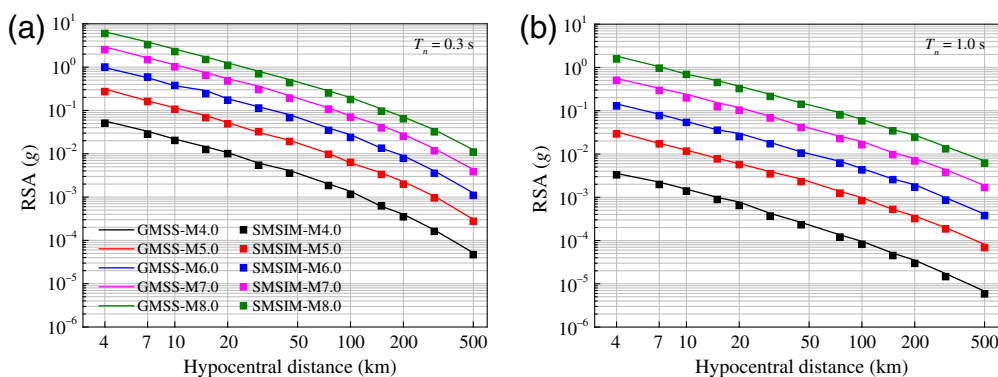 (a)
RSA (g)
10^1
10^0
10^-1
10^-2
10^-3
10^-4
10^-5
10^-6
T_n = 0.3 s
GMSS-M4.0 SMSIM-M4.0
GMSS-M5.0 SMSIM-M5.0
GMSS-M6.0 SMSIM-M6.0
GMSS-M7.0 SMSIM-M7.0
GMSS-M8.0 SMSIM-M8.0
4 7 10 20 40 100 200 500
Hypocentral distance (km)
(b)
RSA (g)
10^1
10^0
10^-1
10^-2
10^-3
10^-4
10^-5
10^-6
T_n = 1.0 s
4 7 10 20 40 100 200 500
Hypocentral distance (km)